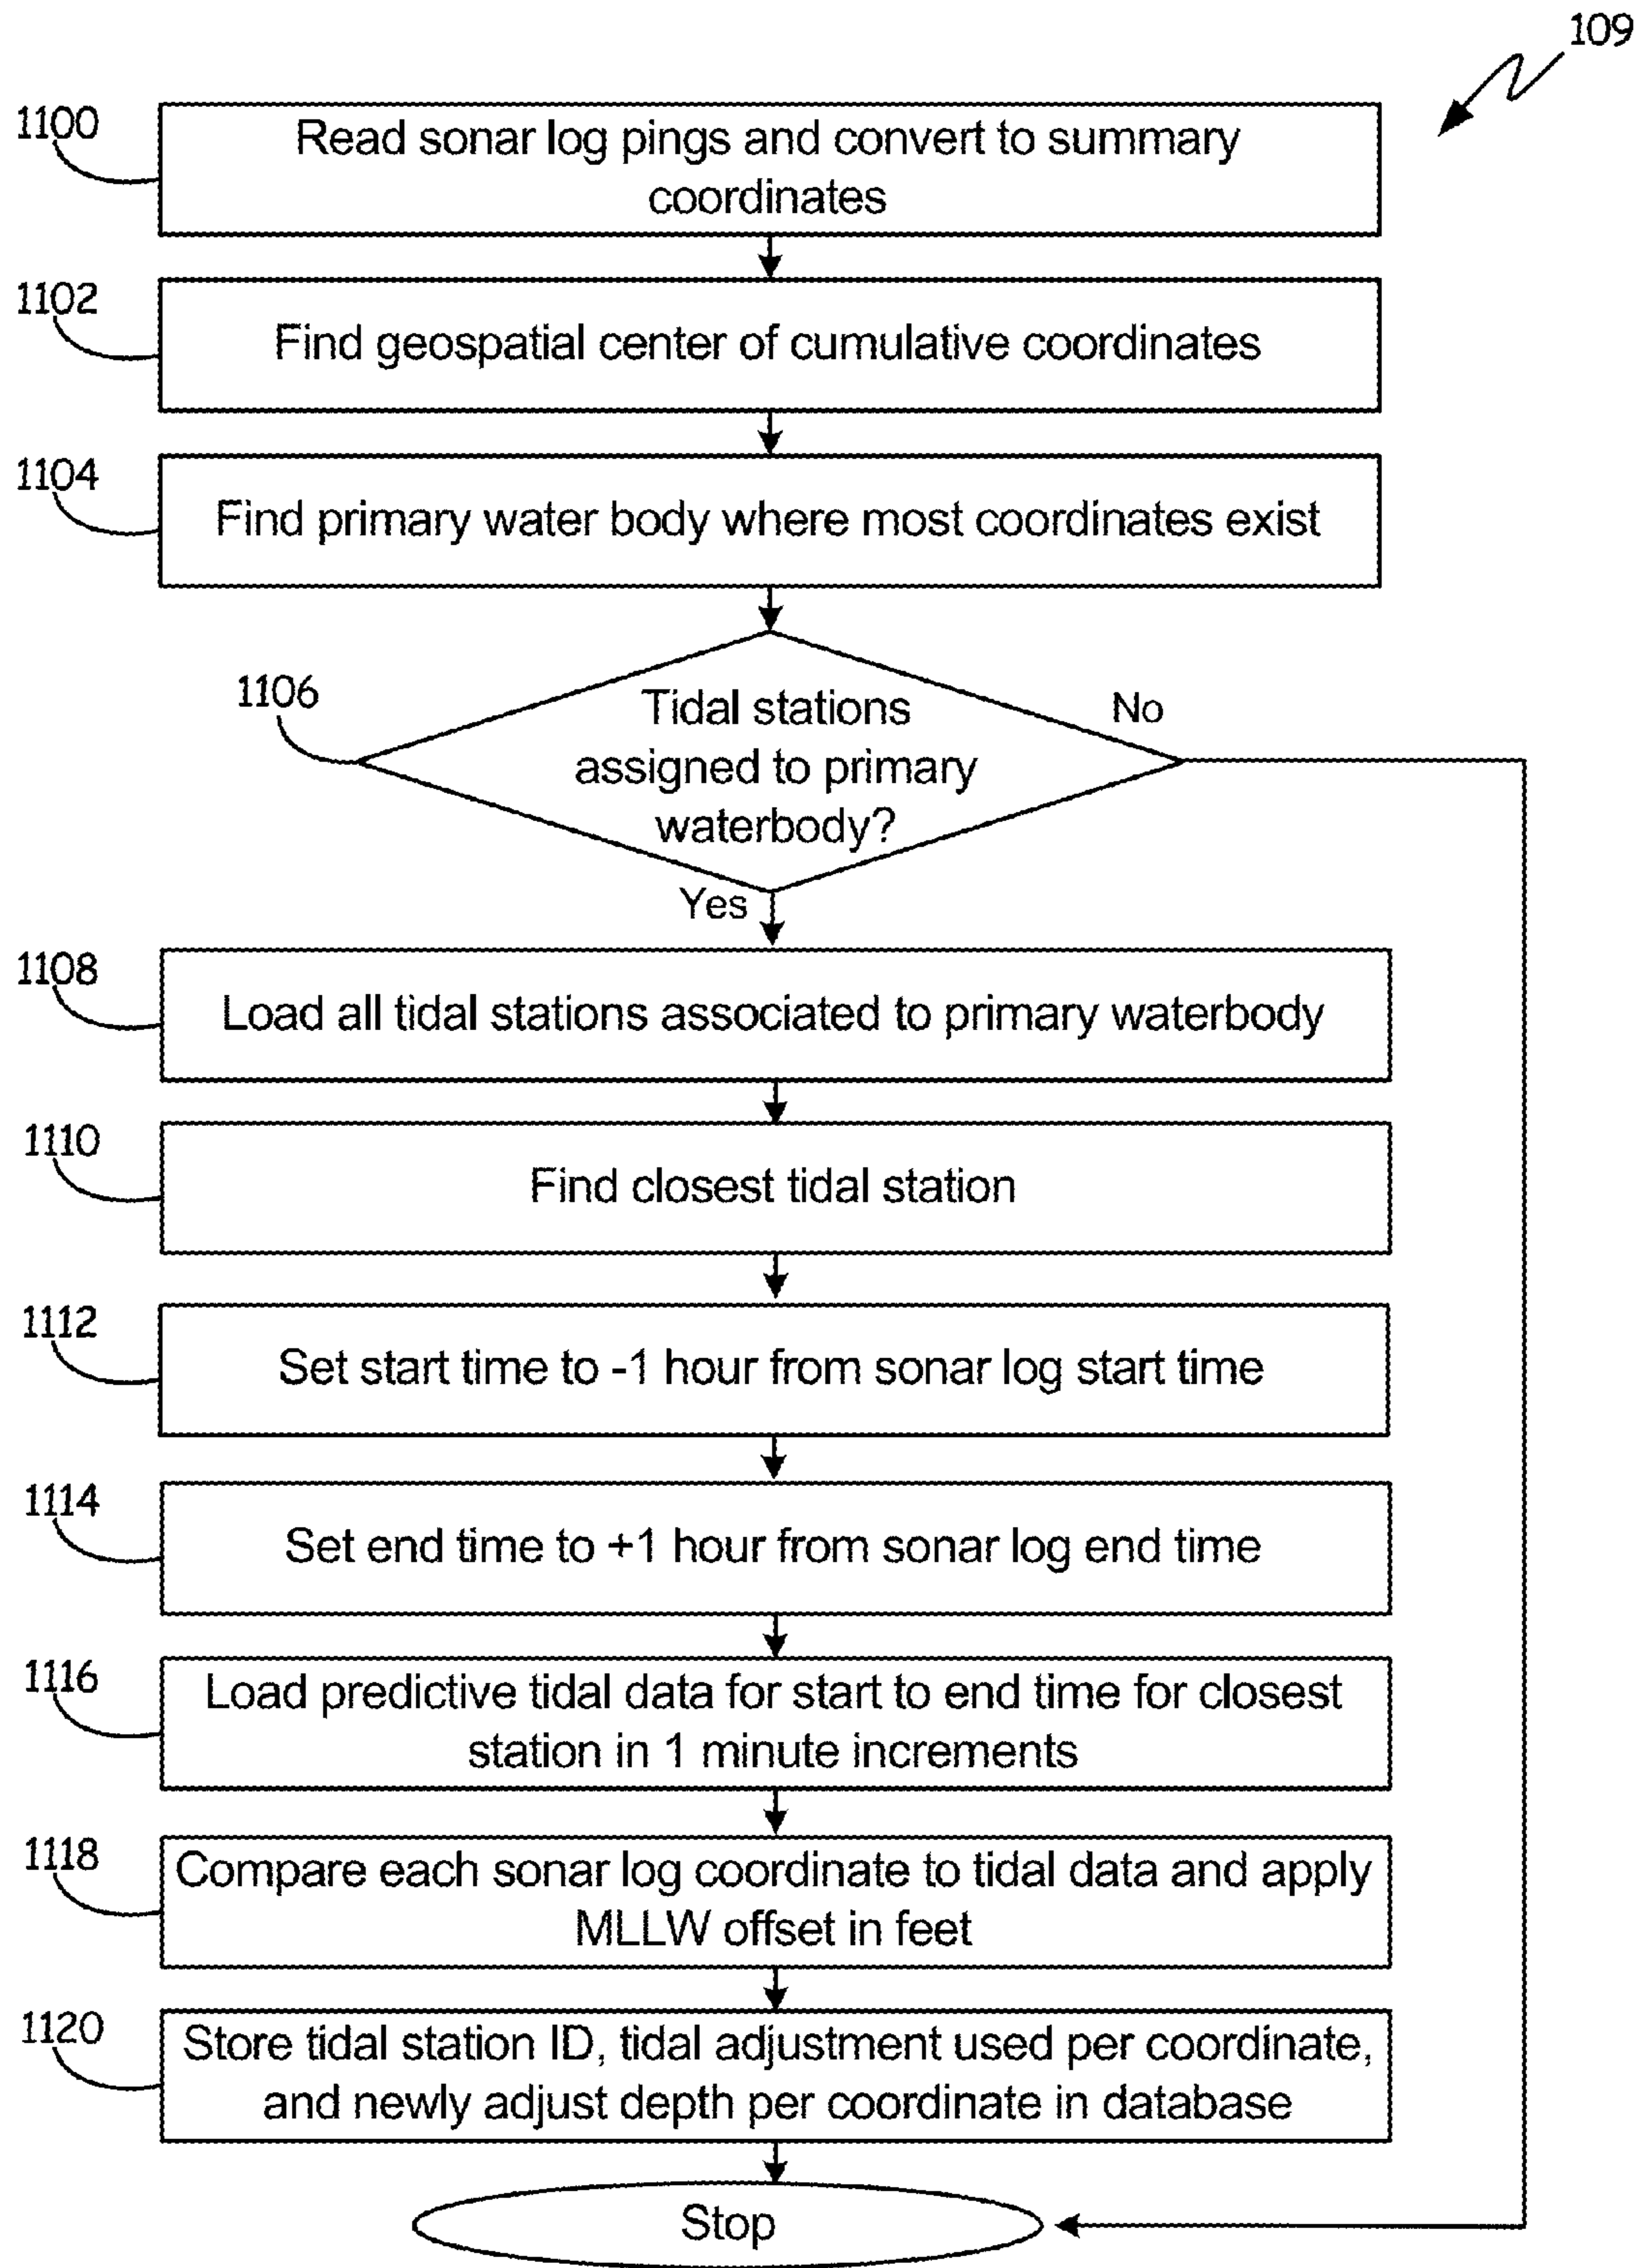 109
1100
Read sonar log pings and convert to summary
coordinates
1102
Find geospatial center of cumulative coordinates
1104
Find primary water body where most coordinates exist
1106
Tidal stations
assigned to primary
waterbody?
No
Yes
1108
Load all tidal stations associated to primary waterbody
1110
Find closest tidal station
1112
Set start time to -1 hour from sonar log start time
1114
Set end time to +1 hour from sonar log end time
1116
Load predictive tidal data for start to end time for closest
station in 1 minute increments
1118
Compare each sonar log coordinate to tidal data and apply
MLLW offset in feet
1120
Store tidal station ID, tidal adjustment used per coordinate,
and newly adjust depth per coordinate in database
Stop